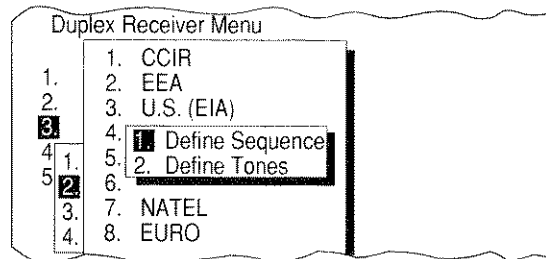 Duplex Receiver Menu
1. CCIR
1.
2. EEA
2.
3. U.S. (EIA)
3.
4.
1. Define Sequence
4
1.
5.
2. Define Tones
5
2.
6.
3.
7. NATEL
4.
8. EURO